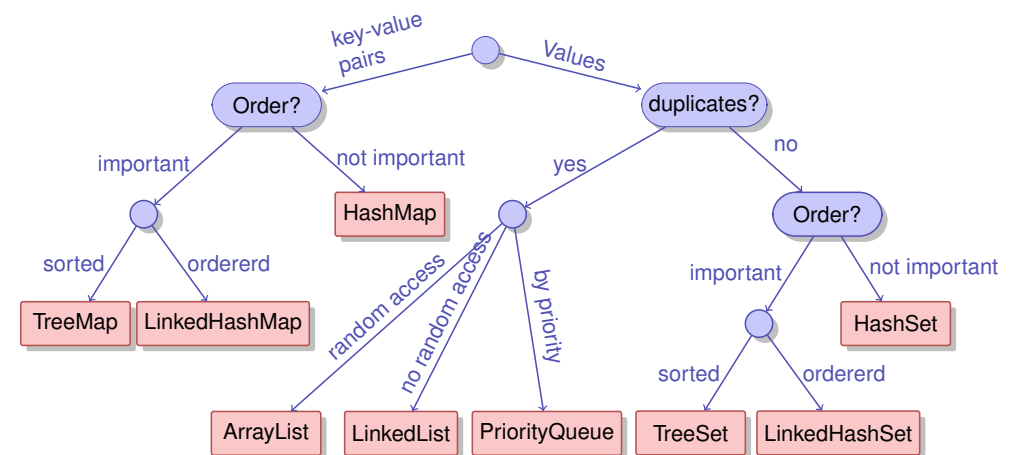 key-value
pairs
Values
Order?
duplicates?
important
not important
yes
no
HashMap
Order?
sorted
ordererd
random access
no random access
by priority
important
not important
TreeMap
LinkedHashMap
HashSet
sorted
ordererd
ArrayList
LinkedList
PriorityQueue
TreeSet
LinkedHashSet